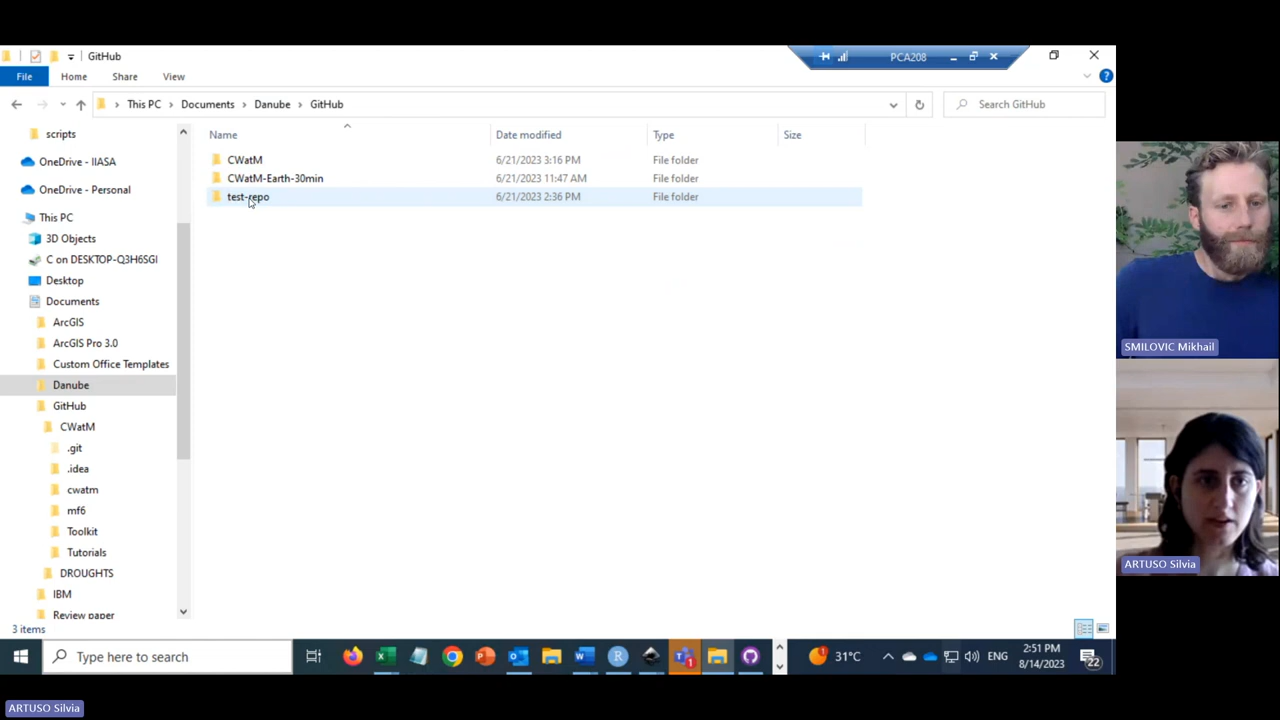 GitHub
PCA208
File Home Share View
This PC Documents Danube GitHub
Search GitHub
Name Date modified Type Size
CWatM 6/21/2023 3:16 PM File folder
CWatM-Earth-30min 6/21/2023 11:47 AM File folder
test-repo 6/21/2023 2:36 PM File folder
scripts
OneDrive - IIASA
OneDrive - Personal
This PC
3D Objects
C on DESKTOP-Q3H6SGI
Desktop
Documents
ArcGIS
ArcGIS Pro 3.0
Custom Office Templates
Danube
GitHub
CWatM
.git
.idea
cwatm
mf6
Toolkit
Tutorials
DROUGHTS
IBM
Review paper
3 items
SMILOVIC Mikhail
ARTUSO Silvia
Type here to search
31°C
ENG
2:51 PM
8/14/2023
22
ARTUSO Silvia